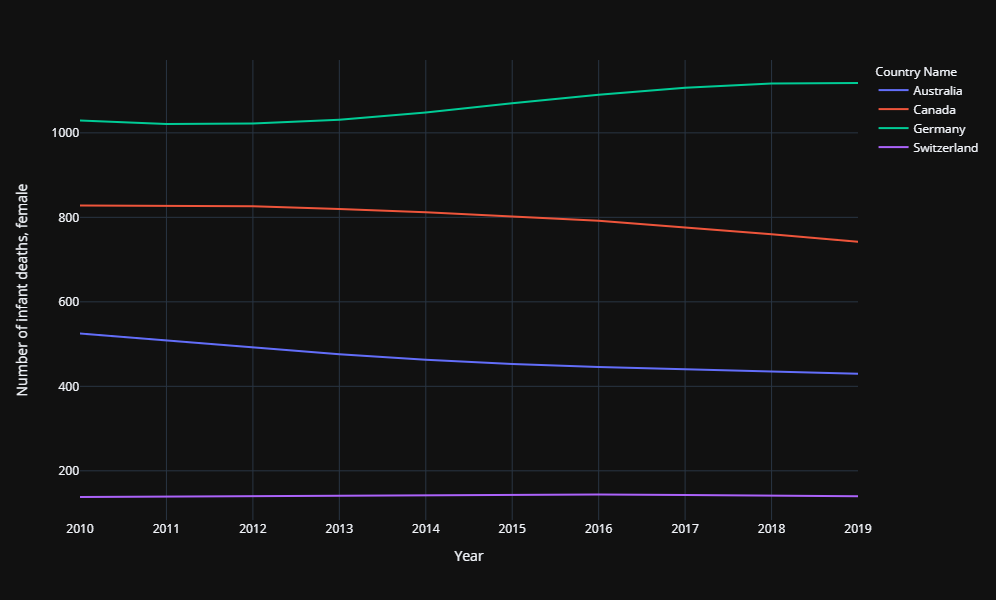 Country Name
Australia
Canada
Germany
Switzerland
Number of infant deaths, female
1000
800
600
400
200
2010 2011 2012 2013 2014 2015 2016 2017 2018 2019
Year